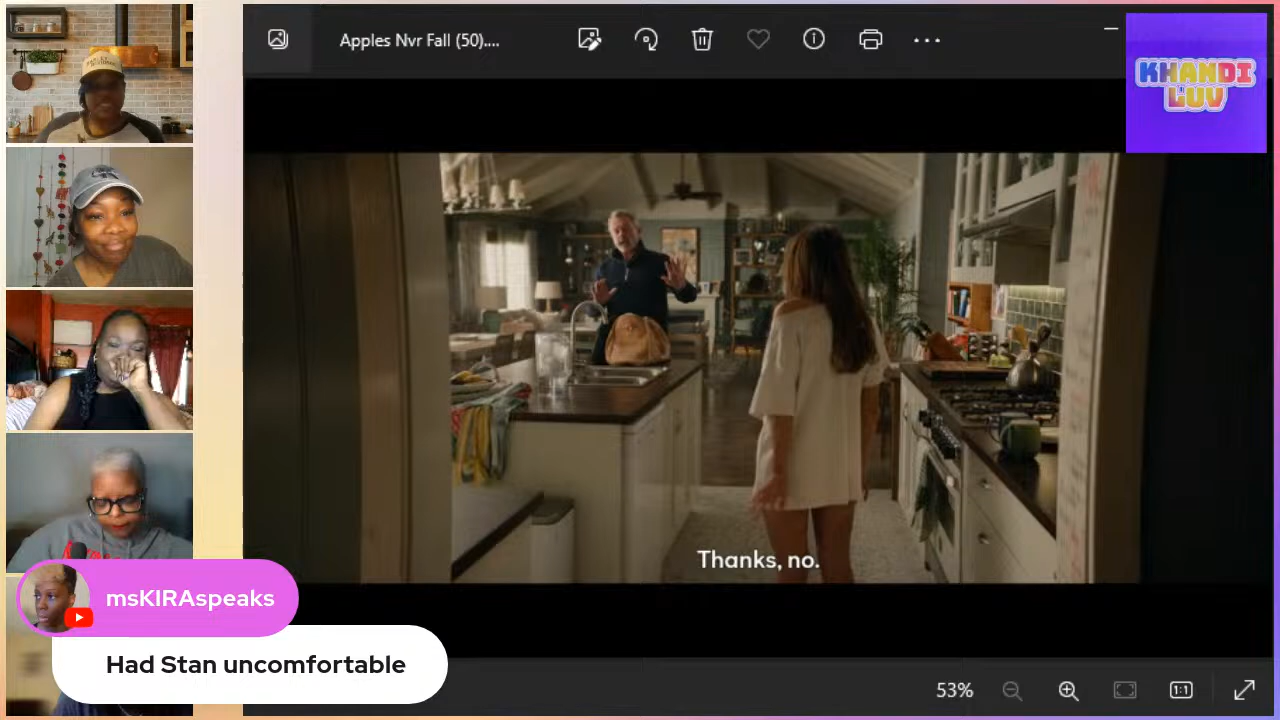 Apples Nvr Fall (50)....
KHANDI
LUV
Thanks, no.
msKIRAspeaks
Had Stan uncomfortable
53%
1:1